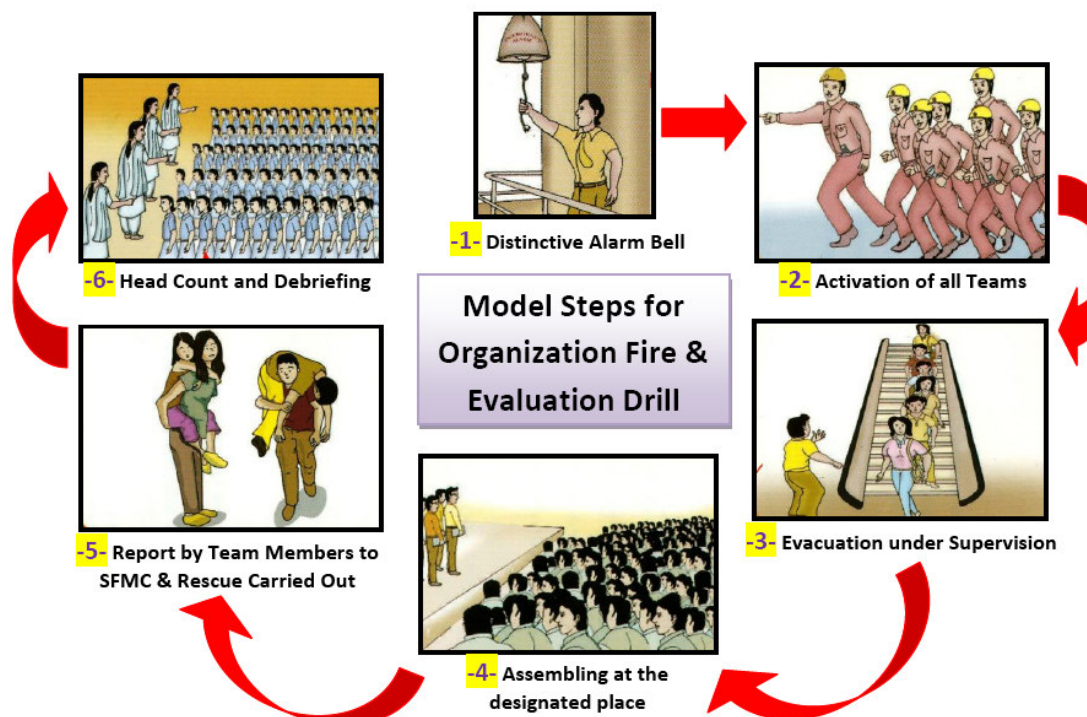 -1- Distinctive Alarm Bell
-2- Activation of all Teams
-3- Evacuation under Supervision
-4- Assembling at the
designated place
-5- Report by Team Members to
SFMC & Rescue Carried Out
-6- Head Count and Debriefing
Model Steps for
Organization Fire &
Evaluation Drill